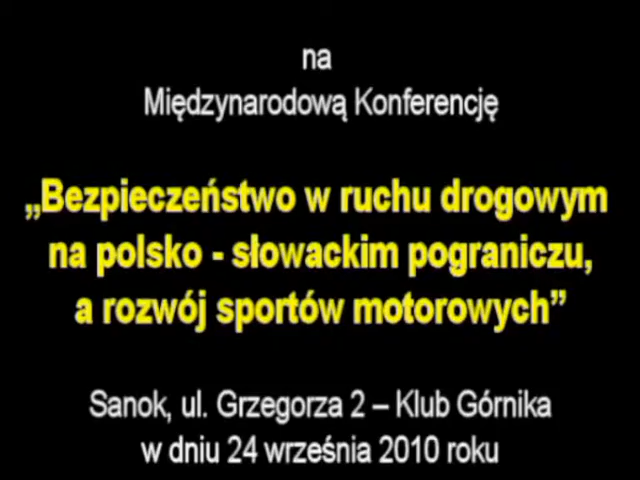 na
Międzynarodową Konferencję
„Bezpieczeństwo w ruchu drogowym
na polsko - słowackim pograniczu,
a rozwój sportów motorowych”
Sanok, ul. Grzegorza 2 – Klub Górnika
w dniu 24 września 2010 roku